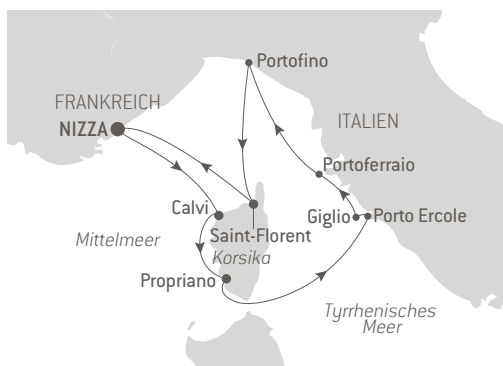 Portofino
FRANKREICH
NIZZA
ITALIEN
Portoferraio
Calvi
Giglio
Porto Ercole
Saint-Florent
Mittelmeer
Korsika
Propriano
Tyrrhenisches
Meer